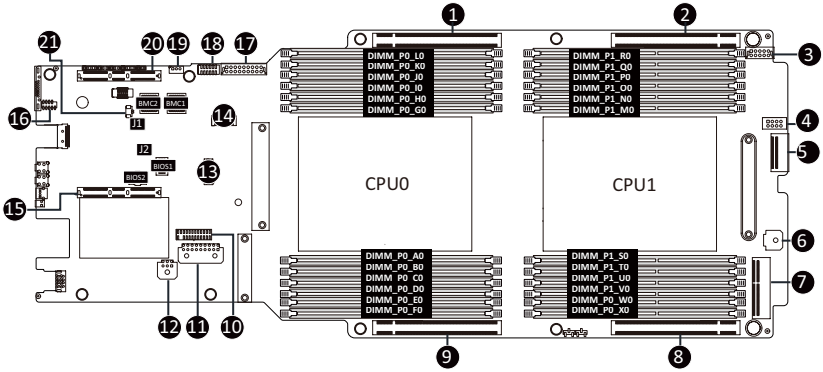 1
2
21
20
19
18
17
3
DIMM_P0_L0
DIMM_P0_K0
DIMM_P0_J0
DIMM_P0_I0
DIMM_P0_H0
DIMM_P0_G0
DIMM_P1_R0
DIMM_P1_Q0
DIMM_P1_P0
DIMM_P1_O0
DIMM_P1_N0
DIMM_P1_M0
BMC2
BMC1
16
J1
14
4
5
J2
BIOS1
BIOS2
13
CPU0
CPU1
15
6
DIMM_P0_A0
DIMM_P0_B0
DIMM_P0 C0
DIMM_P0_D0
DIMM_P0_E0
DIMM_P0_F0
DIMM_P1_S0
DIMM_P1_T0
DIMM_P1_U0
DIMM_P1_V0
DIMM_P0_W0
DIMM_P0_X0
7
12
11
10
9
8